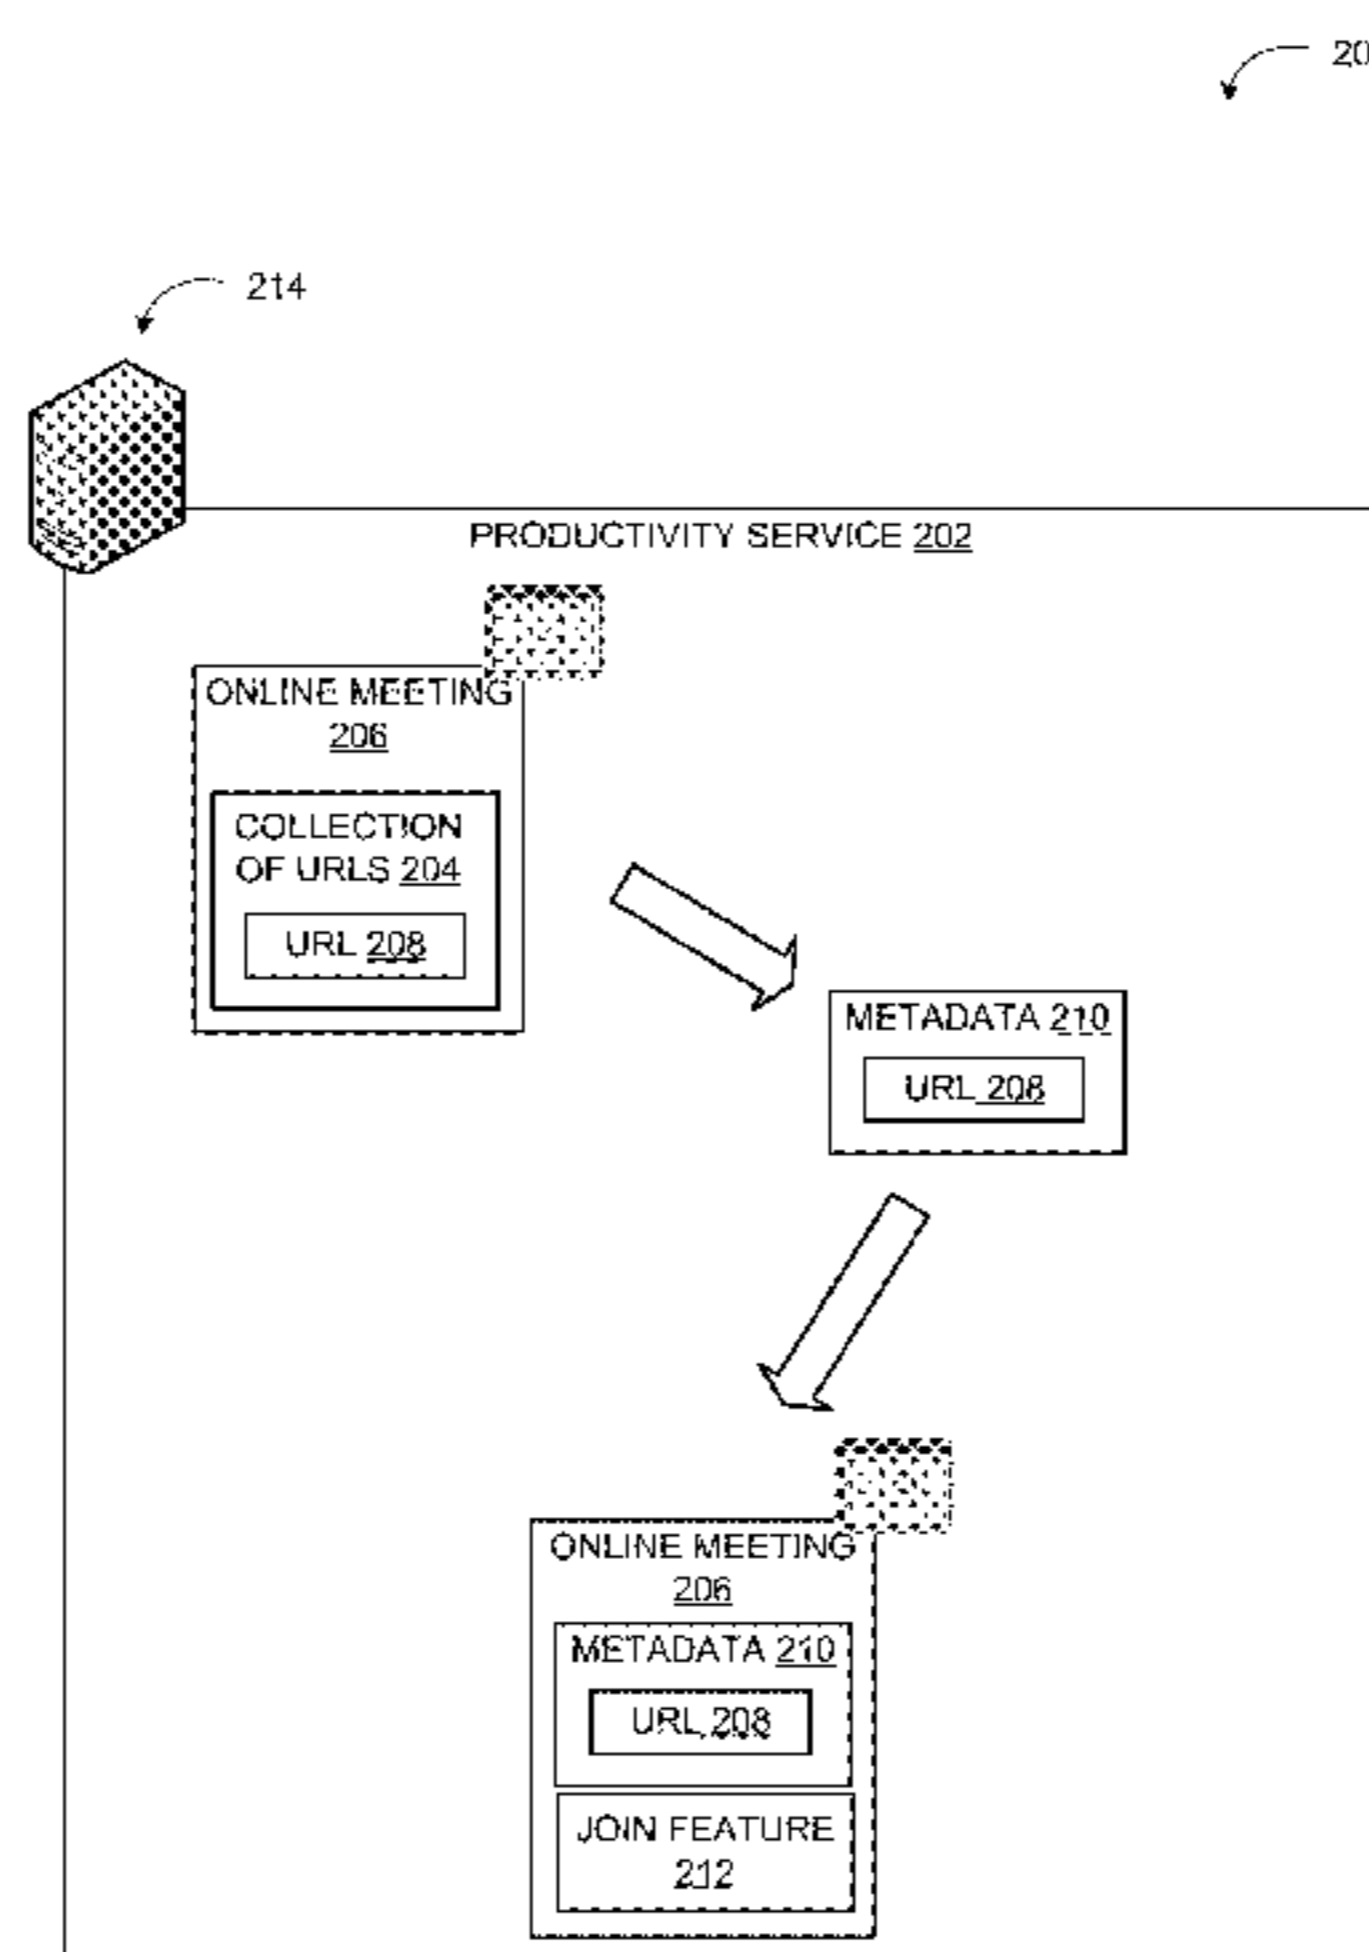 20
214
PRODUCTIVITY SERVICE 202
ONLINE MEETING
206
COLLECTION
OF URLS 204
URL 208
METADATA 210
URL 208
ONLINE MEETING
206
METADATA 210
URL 208
JOIN FEATURE
212